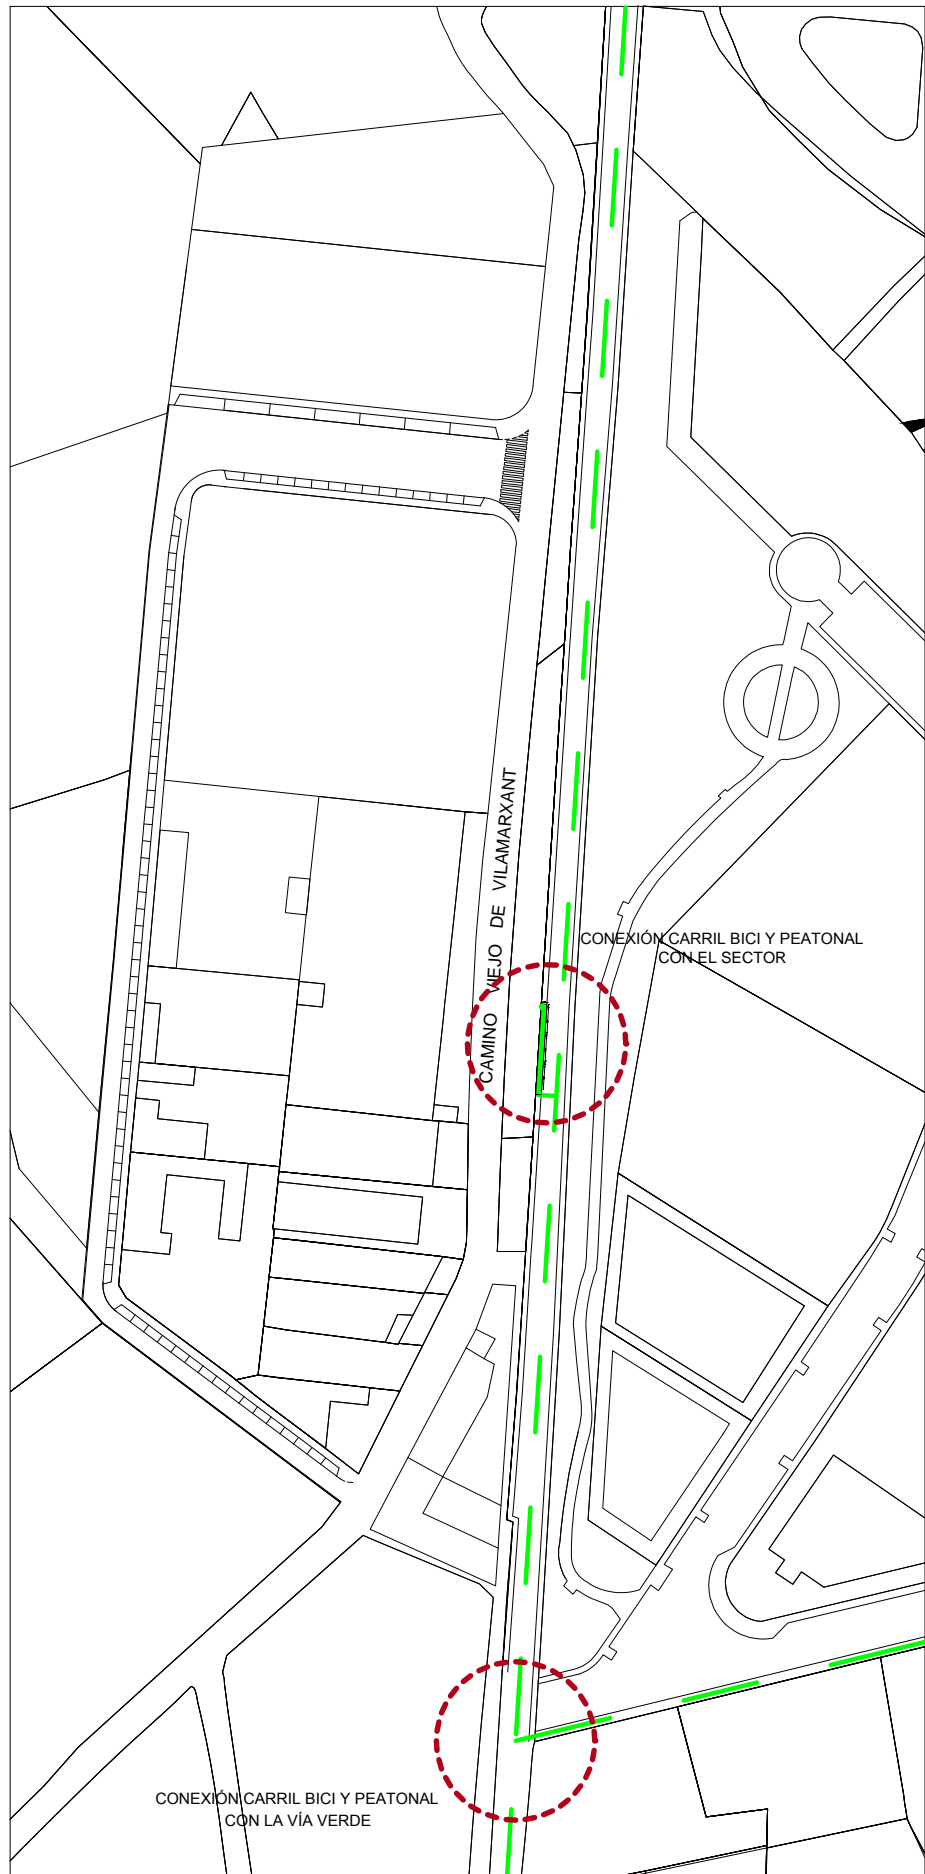 CAMINO VIEJO DE VILAMARXANT
CONEXIÓN CARRIL BICI Y PEATONAL
CON EL SECTOR
CONEXIÓN CARRIL BICI Y PEATONAL
CON LA VÍA VERDE